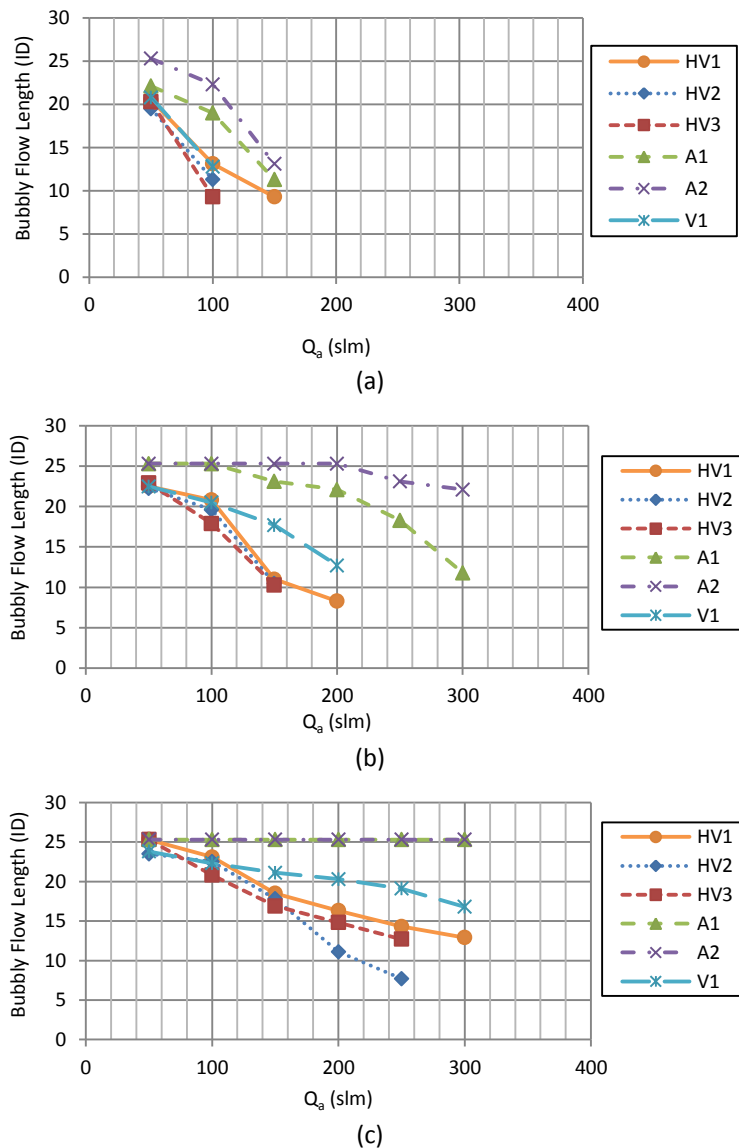 30
25
20
15
10
5
0
Bubbly Flow Length (ID)
0 100 200 300 400
Qₐ (slm)
HV1
HV2
HV3
A1
A2
V1
(a)
30
25
20
15
10
5
0
Bubbly Flow Length (ID)
0 100 200 300 400
Qₐ (slm)
HV1
HV2
HV3
A1
A2
V1
(b)
30
25
20
15
10
5
0
Bubbly Flow Length (ID)
0 100 200 300 400
Qₐ (slm)
HV1
HV2
HV3
A1
A2
V1
(c)